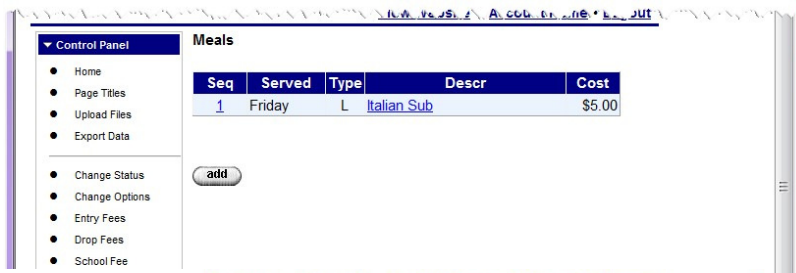 Control Panel
Meals
Home
Page Titles
Upload Files
Export Data
Seq Served Type Descr Cost
1 Friday L Italian Sub $5.00
Change Status
Change Options
Entry Fees
Drop Fees
School Fee
add